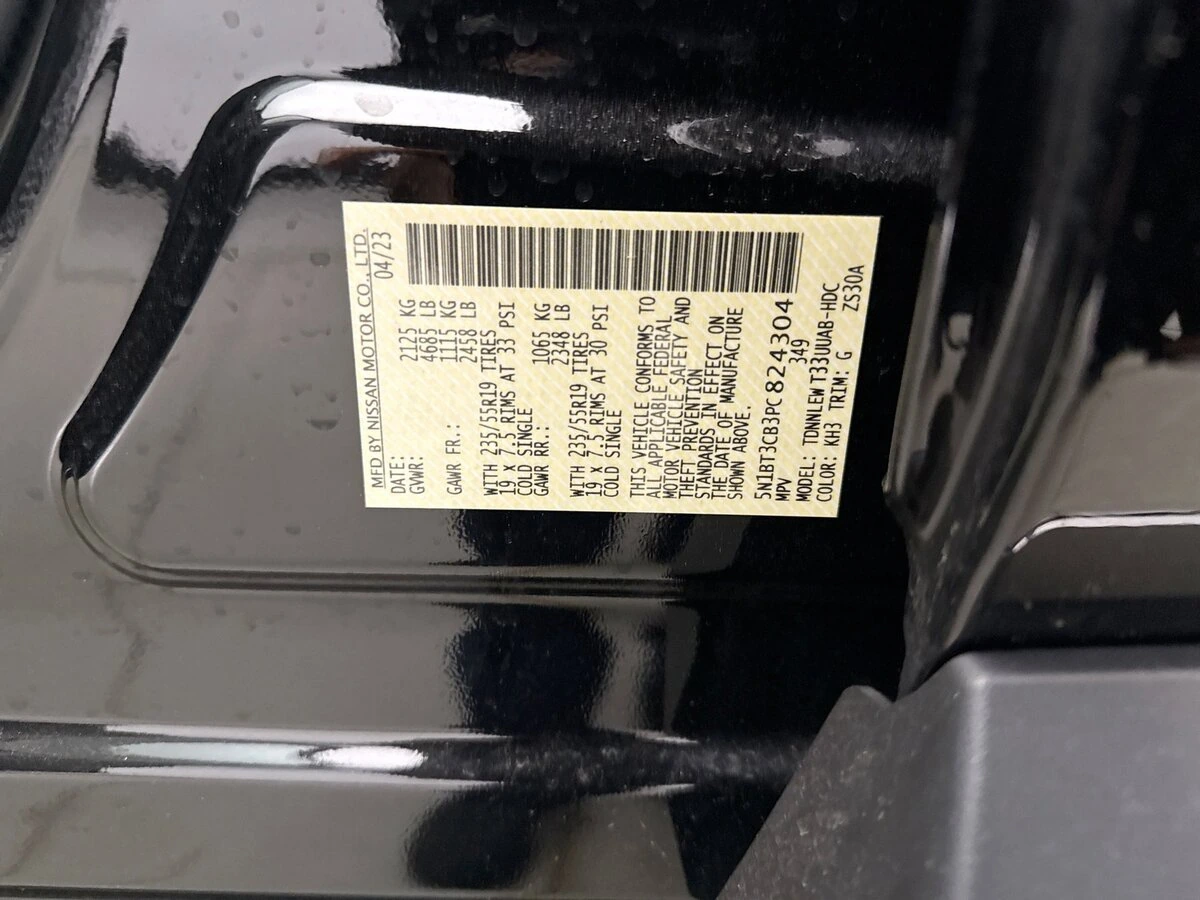 MFD BY NISSAN MOTOR CO., LTD.
DATE: 04/23
GVWR: 2125 KG
4685 LB
GAWR FR.: 1115 KG
2458 LB
WITH 235/55R19 TIRES
19 X 7.5 RIMS AT 33 PSI
COLD SINGLE
GAWR RR.: 1065 KG
2348 LB
WITH 235/55R19 TIRES
19 X 7.5 RIMS AT 30 PSI
COLD SINGLE
THIS VEHICLE CONFORMS TO
ALL APPLICABLE FEDERAL
MOTOR VEHICLE SAFETY AND
THEFT PREVENTION
STANDARDS IN EFFECT ON
THE DATE OF MANUFACTURE
SHOWN ABOVE.
5N1BT3CB3PC824304
MPV 349
MODEL: TDNNLEW T33UUAB-HDC
COLOR: KH3 TRIM: G ZS30A